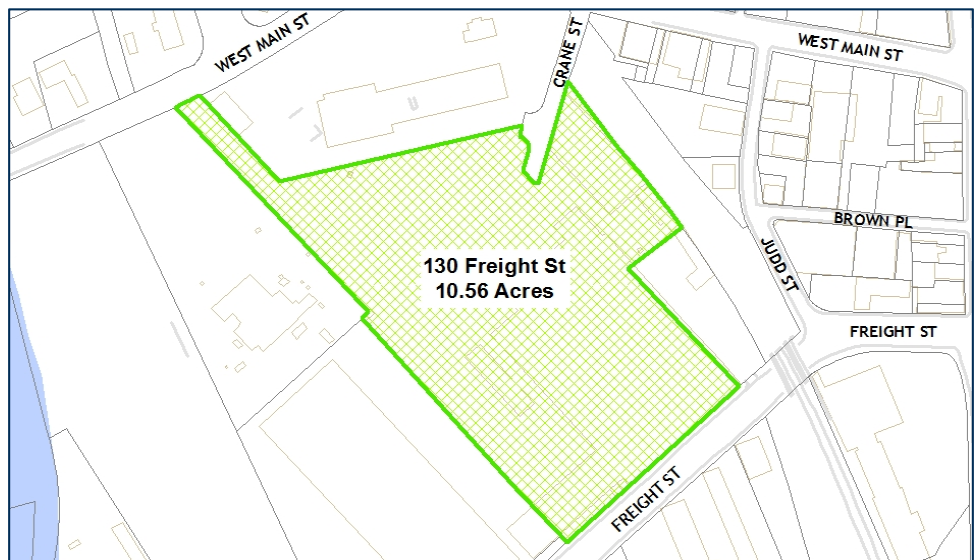 WEST MAIN ST
CRANE ST
WEST MAIN ST
BROWN PL
JUDD ST
130 Freight St
10.56 Acres
FREIGHT ST
FREIGHT ST